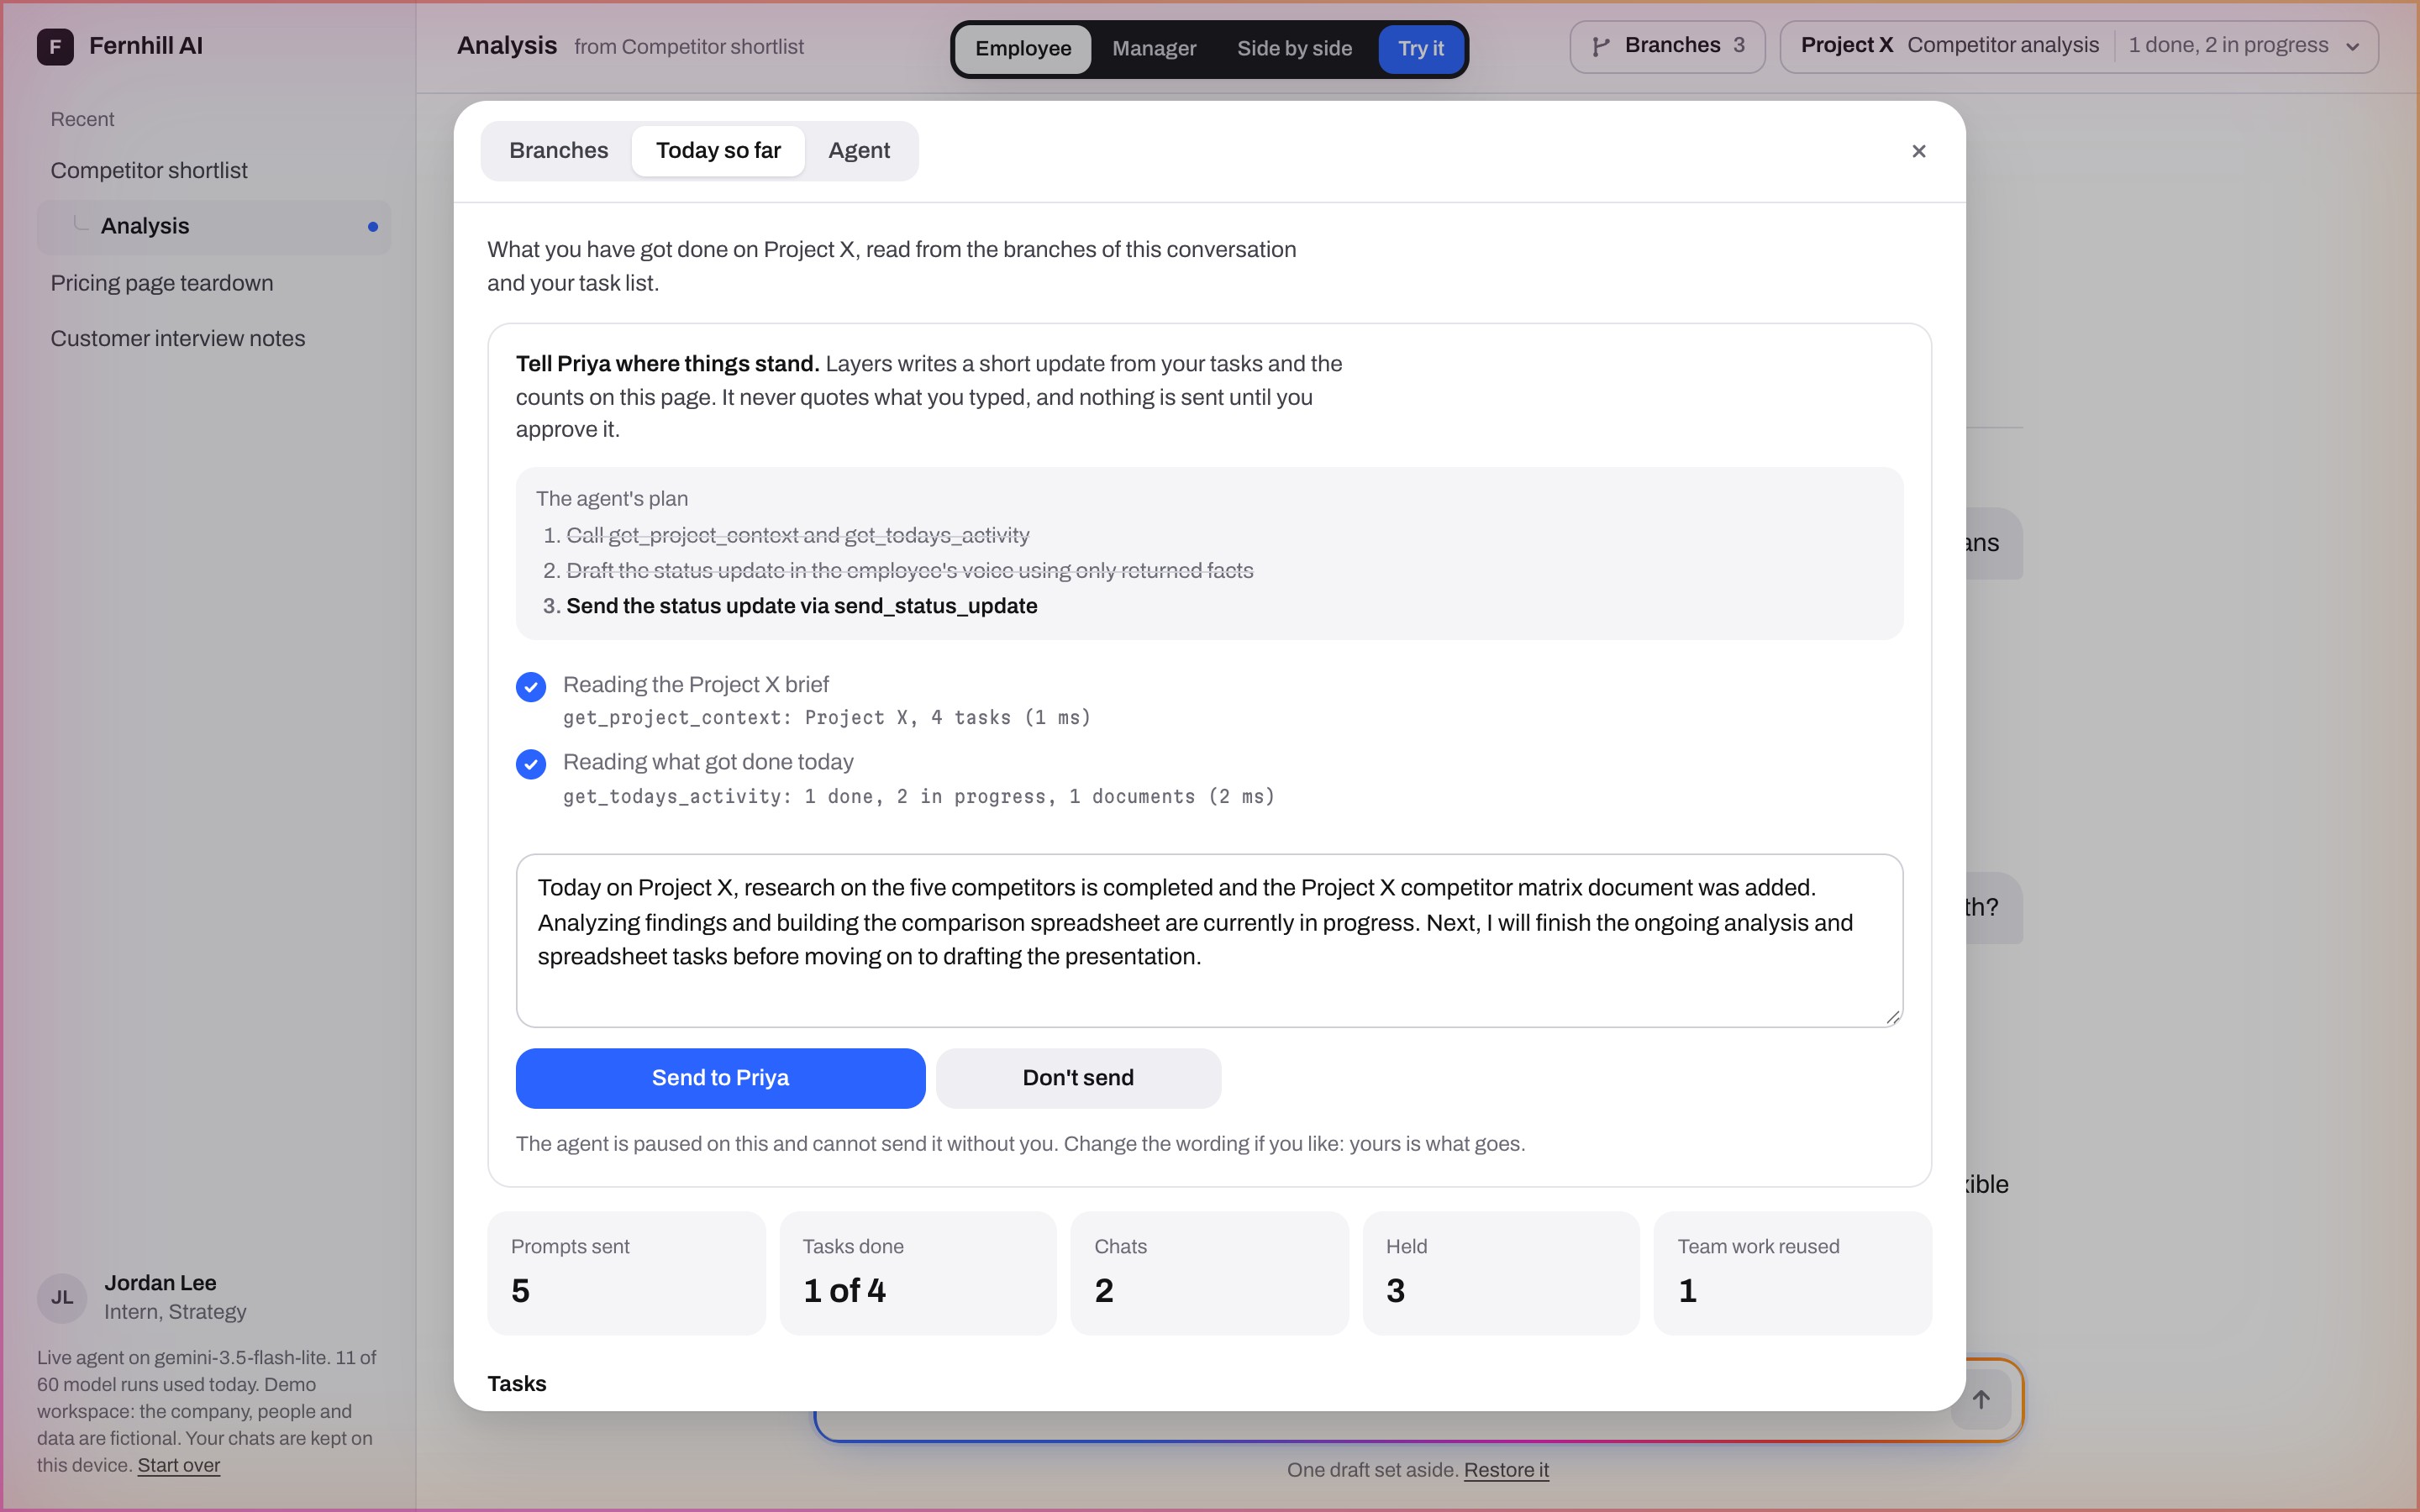 F Fernhill AI
Recent
Competitor shortlist
Analysis
Pricing page teardown
Customer interview notes
JL
Jordan Lee
Intern, Strategy
Live agent on gemini-3.5-flash-lite. 11 of
60 model runs used today. Demo
workspace: the company, people and
data are fictional. Your chats are kept on
this device. Start over
Analysis from Competitor shortlist
Employee Manager Side by side Try it
Branches 3
Project X Competitor analysis 1 done, 2 in progress
Branches Today so far Agent
What you have got done on Project X, read from the branches of this conversation
and your task list.
Tell Priya where things stand. Layers writes a short update from your tasks and the
counts on this page. It never quotes what you typed, and nothing is sent until you
approve it.
The agent's plan
1. Call get_project_context and get_todays_activity
2. Draft the status update in the employee's voice using only returned facts
3. Send the status update via send_status_update
Reading the Project X brief
get_project_context: Project X, 4 tasks (1 ms)
Reading what got done today
get_todays_activity: 1 done, 2 in progress, 1 documents (2 ms)
Today on Project X, research on the five competitors is completed and the Project X competitor matrix document was added.
Analyzing findings and building the comparison spreadsheet are currently in progress. Next, I will finish the ongoing analysis and
spreadsheet tasks before moving on to drafting the presentation.
Send to Priya Don't send
The agent is paused on this and cannot send it without you. Change the wording if you like: yours is what goes.
Prompts sent
5
Tasks done
1 of 4
Chats
2
Held
3
Team work reused
1
Tasks
One draft set aside. Restore it